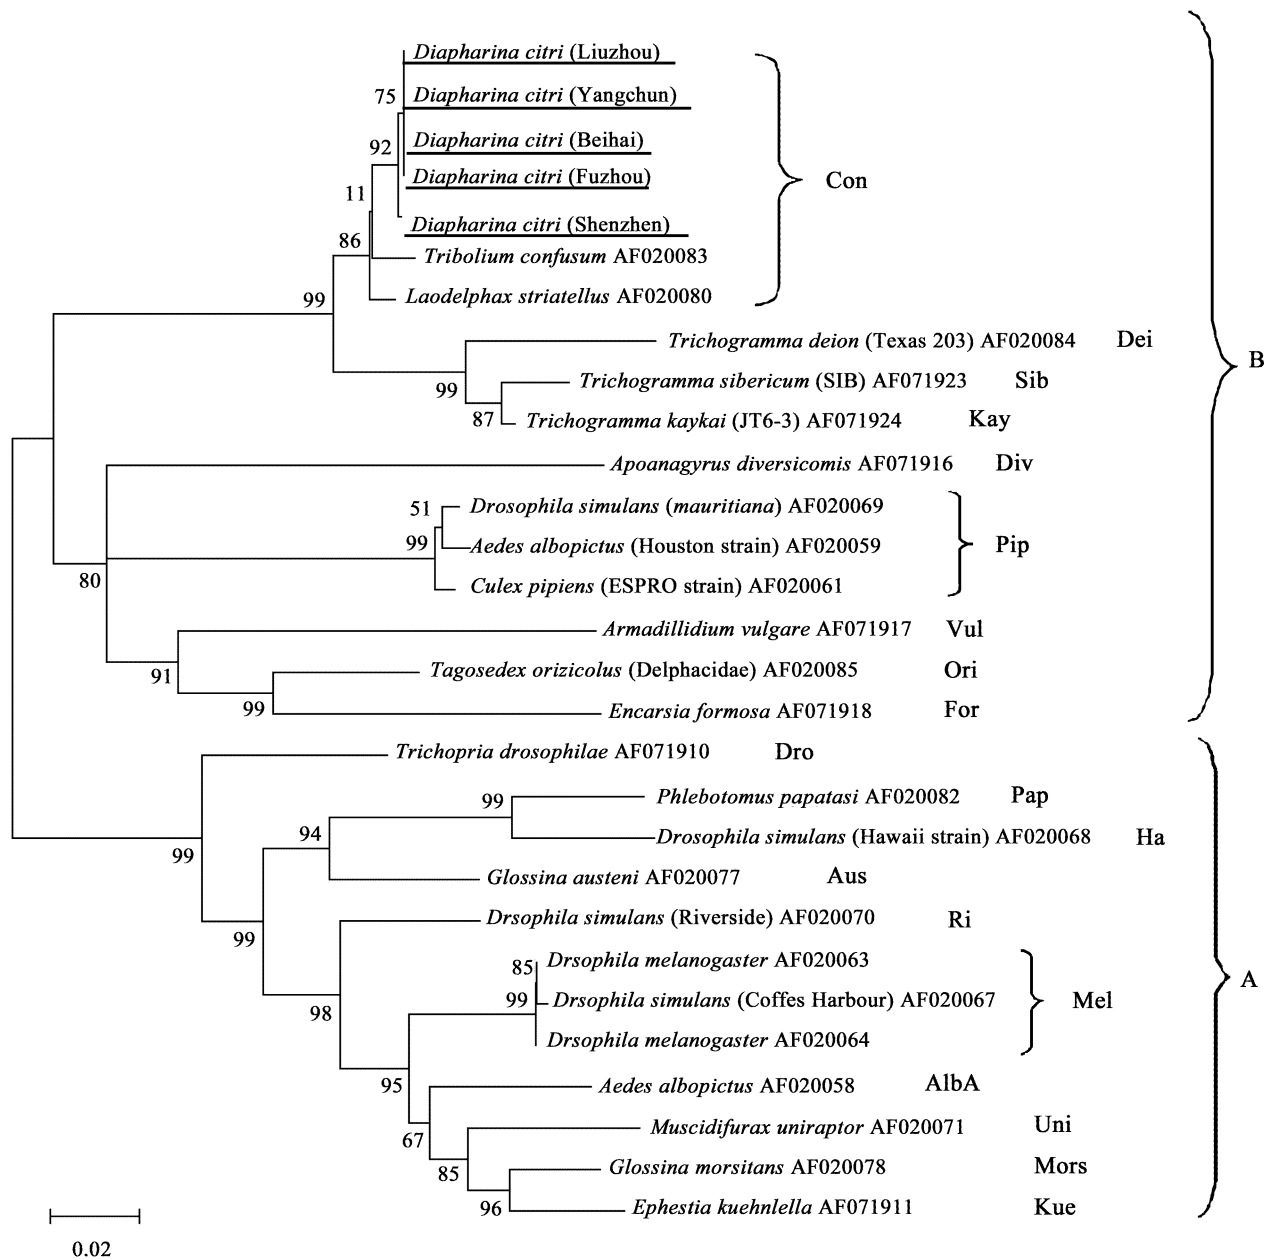 Diapharina citri (Liuzhou)
75
Diapharina citri (Yangchun)
92
Diapharina citri (Beihai)
Diapharina citri (Fuzhou)
Con
11
Diapharina citri (Shenzhen)
86
Tribolium confusum AF020083
99
Laodelphax striatellus AF020080
Trichogramma deion (Texas 203) AF020084 Dei
B
99
Trichogramma sibericum (SIB) AF071923 Sib
87
Trichogramma kaykai (JT6-3) AF071924 Kay
Apoanagyrus diversicomis AF071916 Div
51
Drosophila simulans (mauritiana) AF020069
99
Aedes albopictus (Houston strain) AF020059 Pip
80
Culex pipiens (ESPRO strain) AF020061
Armadillidium vulgare AF071917 Vul
91
Tagosedex orizicolus (Delphacidae) AF020085 Ori
99
Encarsia formosa AF071918 For
Trichopria drosophilae AF071910 Dro
99
Phlebotomus papatasi AF020082 Pap
94
Drosophila simulans (Hawaii strain) AF020068 Ha
99
Glossina austeni AF020077 Aus
Drsophila simulans (Riverside) AF020070 Ri
99
85
Drsophila melanogaster AF020063
A
99
Drsophila simulans (Coffes Harbour) AF020067 Mel
98
Drsophila melanogaster AF020064
95
Aedes albopictus AF020058 AlbA
67
Muscidifurax uniraptor AF020071 Uni
85
Glossina morsitans AF020078 Mors
96
Ephestia kuehnlella AF071911 Kue
0.02